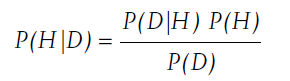 P(H|D) = P(D|H) P(H) / P(D)